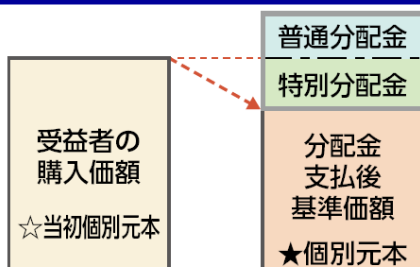 普通分配金
特別分配金
受益者の
購入価額
☆当初個別元本
分配金
支払後
基準価額
★個別元本